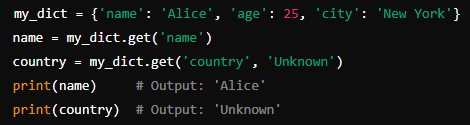 my_dict = {'name': 'Alice', 'age': 25, 'city': 'New York'}
name = my_dict.get('name')
country = my_dict.get('country', 'Unknown')
print(name)     # Output: 'Alice'
print(country)  # Output: 'Unknown'